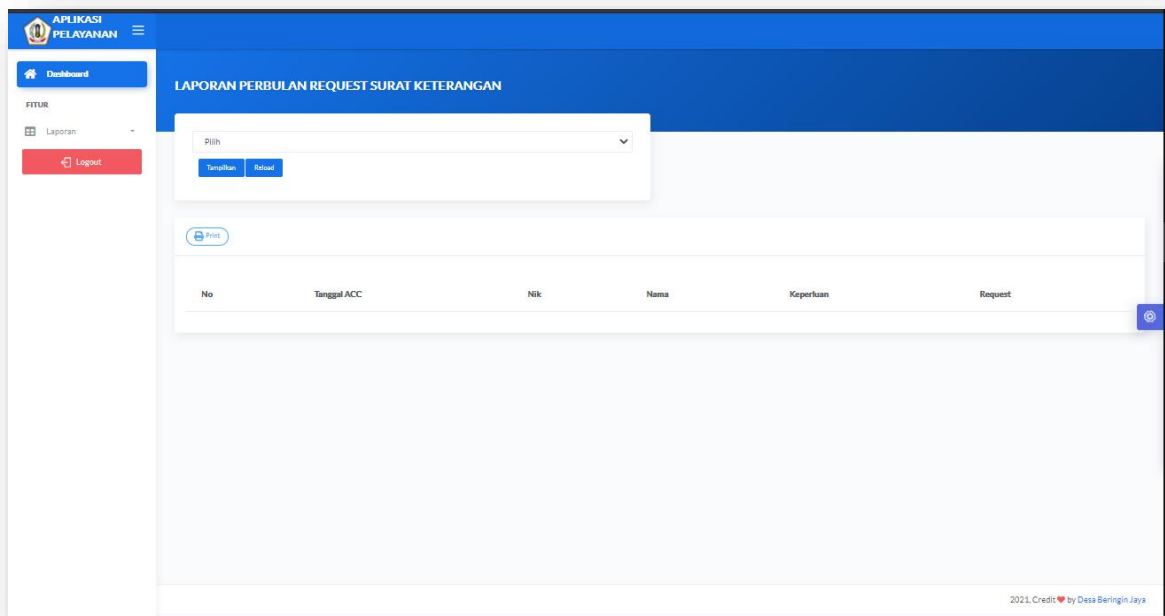 APLIKASI
PELAYANAN
Dashboard
FITUR
Laporan
Logout
LAPORAN PERBULAN REQUEST SURAT KETERANGAN
Pilih
Tampilkan Reload
Print
No Tanggal ACC Nik Nama Keperluan Request
2021, Credit ❤ by Desa Beringin Jaya